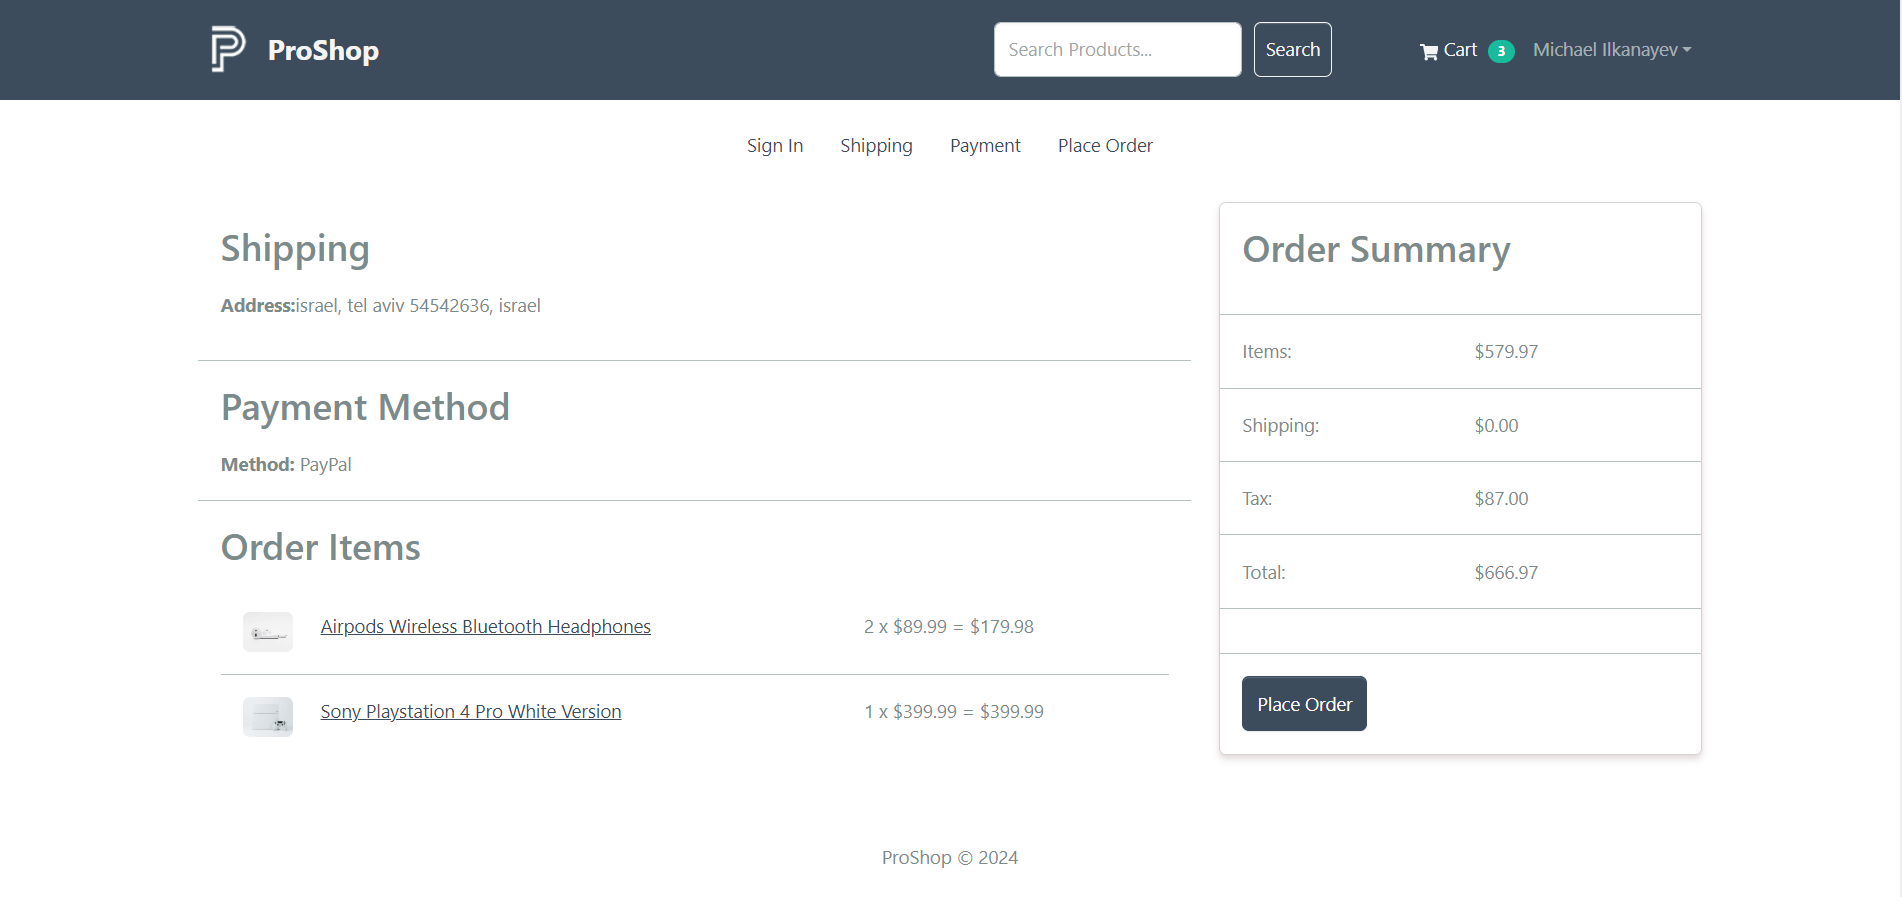 ProShop
Search Products...
Search
Cart 3
Michael Ilkanayev
Sign In
Shipping
Payment
Place Order
Shipping
Address:israel, tel aviv 54542636, israel
Payment Method
Method: PayPal
Order Items
Airpods Wireless Bluetooth Headphones
2 x $89.99 = $179.98
Sony Playstation 4 Pro White Version
1 x $399.99 = $399.99
Order Summary
Items: $579.97
Shipping: $0.00
Tax: $87.00
Total: $666.97
Place Order
ProShop © 2024